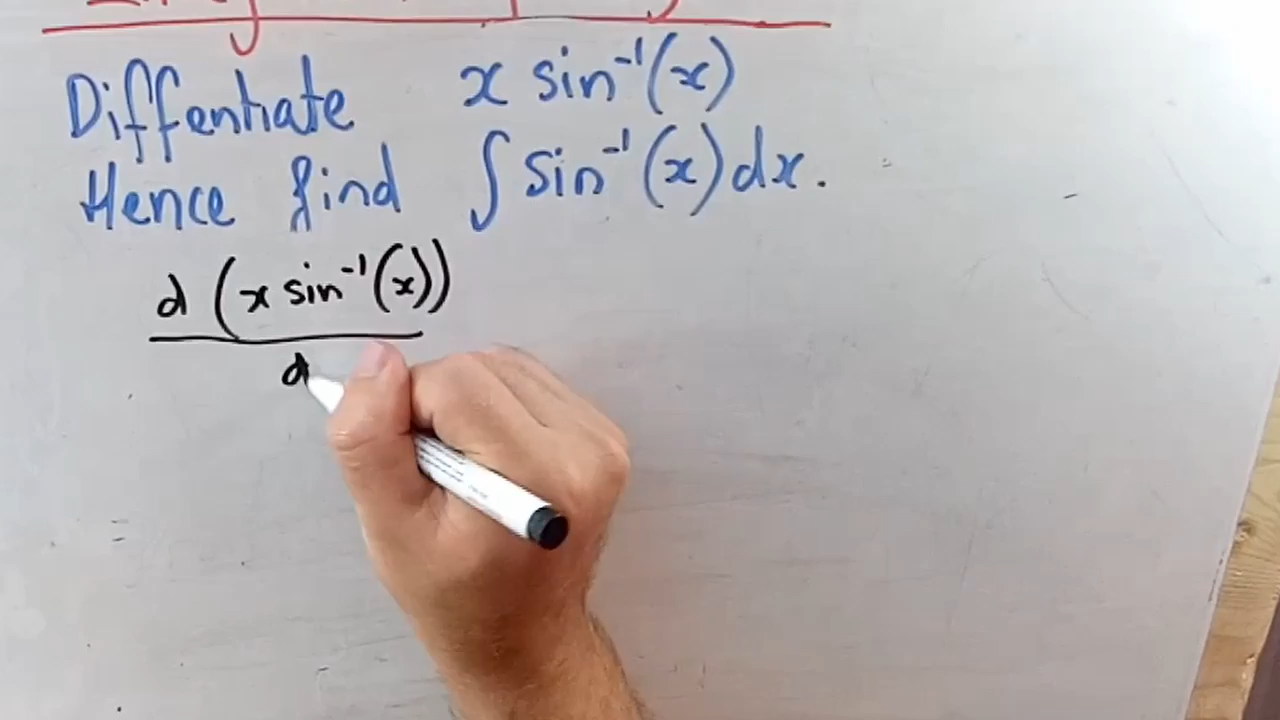 Diffentiate x sin⁻¹(x)
Hence find ∫ sin⁻¹(x) dx.
d (x sin⁻¹(x))
d